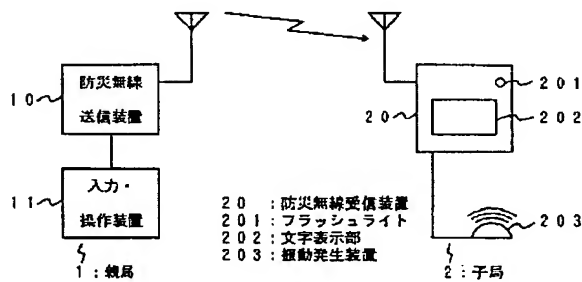 防災無線
送信装置
10
入力・
操作装置
11
1:親局
201
202
20
203
2:子局
20:防災無線受信装置
201:フラッシュライト
202:文字表示部
203:振動発生装置